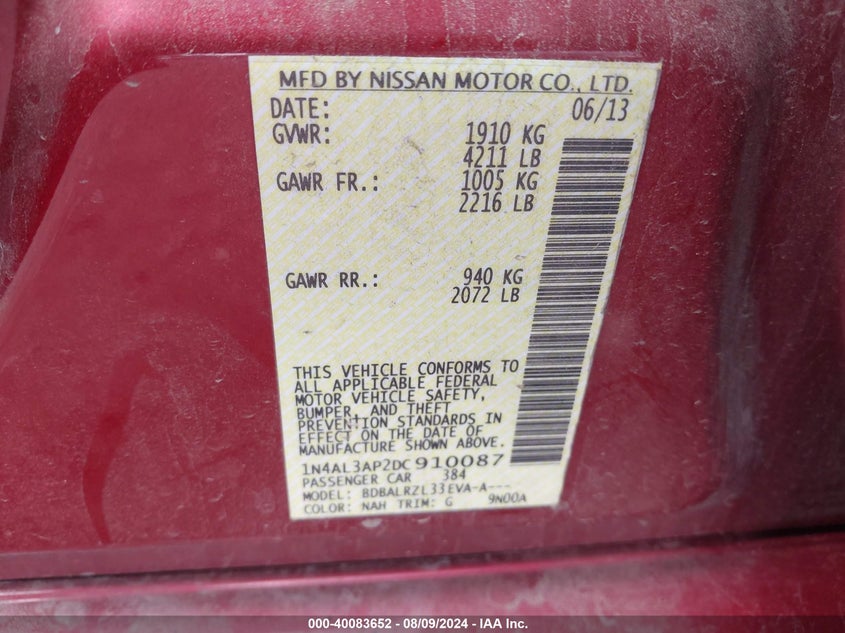 MFD BY NISSAN MOTOR CO., LTD.
DATE: 06/13
GVWR: 1910 KG
4211 LB
GAWR FR.: 1005 KG
2216 LB
GAWR RR.: 940 KG
2072 LB
THIS VEHICLE CONFORMS TO
ALL APPLICABLE FEDERAL
MOTOR VEHICLE SAFETY,
BUMPER, AND THEFT
PREVENTION STANDARDS IN
EFFECT ON THE DATE OF
MANUFACTURE SHOWN ABOVE.
1N4AL3AP2DC910087
PASSENGER CAR 384
MODEL: BDBALRZL33EVA-A---
COLOR: NAH TRIM: G 9N00A
000-40083652 - 08/09/2024 - IAA Inc.